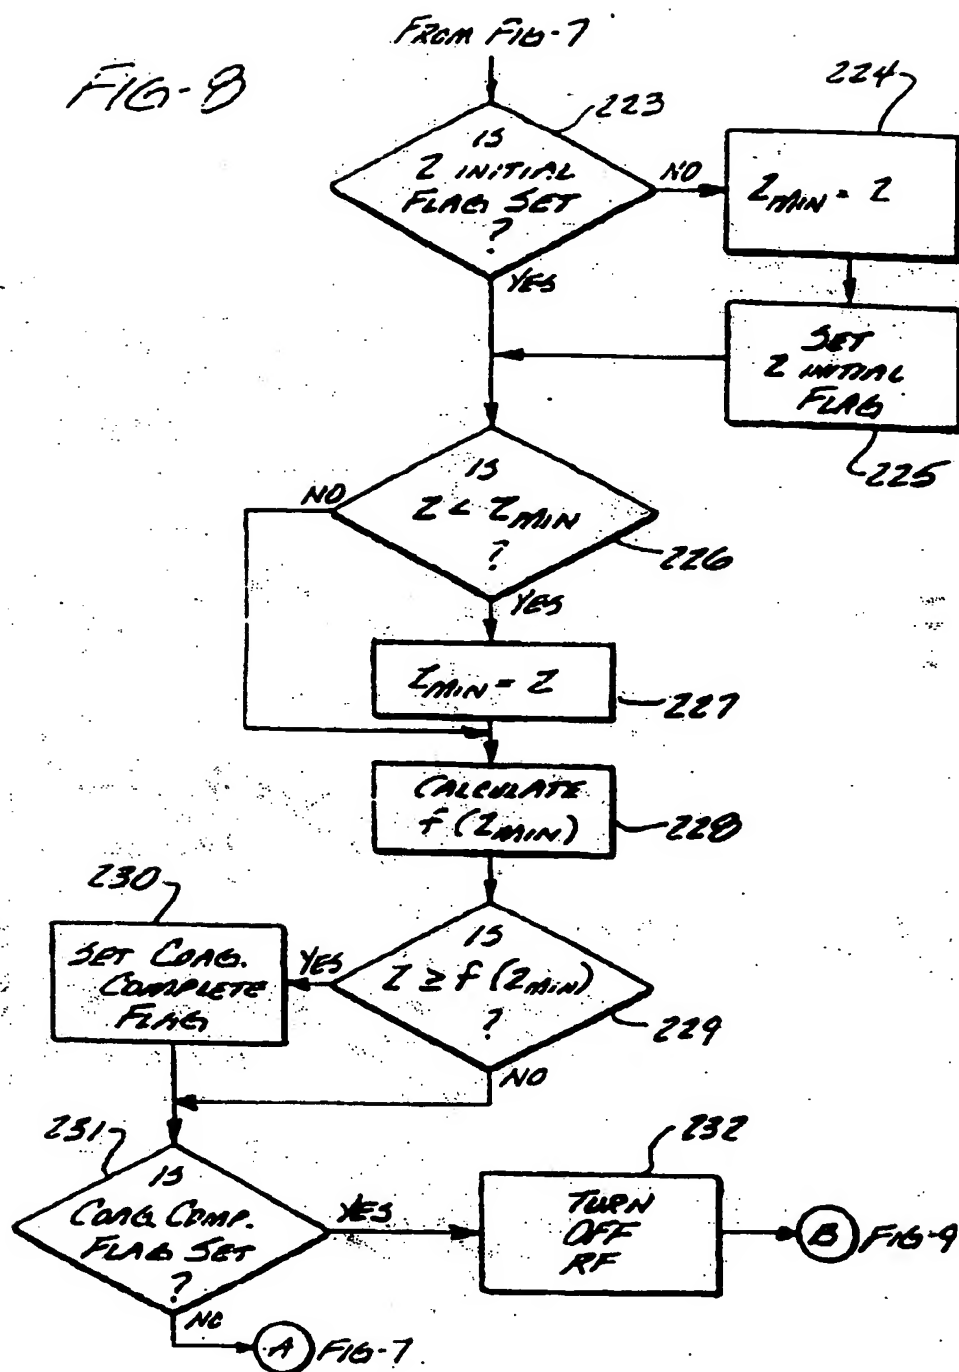 FROM FIG-7
FIG-8
223
224
IS
Z INITIAL
FLAG SET
?
NO
ZMIN = Z
YES
SET
Z INITIAL
FLAG
225
IS
Z < ZMIN
?
NO
226
YES
ZMIN = Z
227
CALCULATE
f (ZMIN)
228
230
SET COAG.
COMPLETE
FLAG
YES
IS
Z ≥ f (ZMIN)
?
229
NO
231
IS
COAG. COMP.
FLAG SET
?
YES
232
TURN
OFF
RF
B FIG-9
NO
A FIG-7